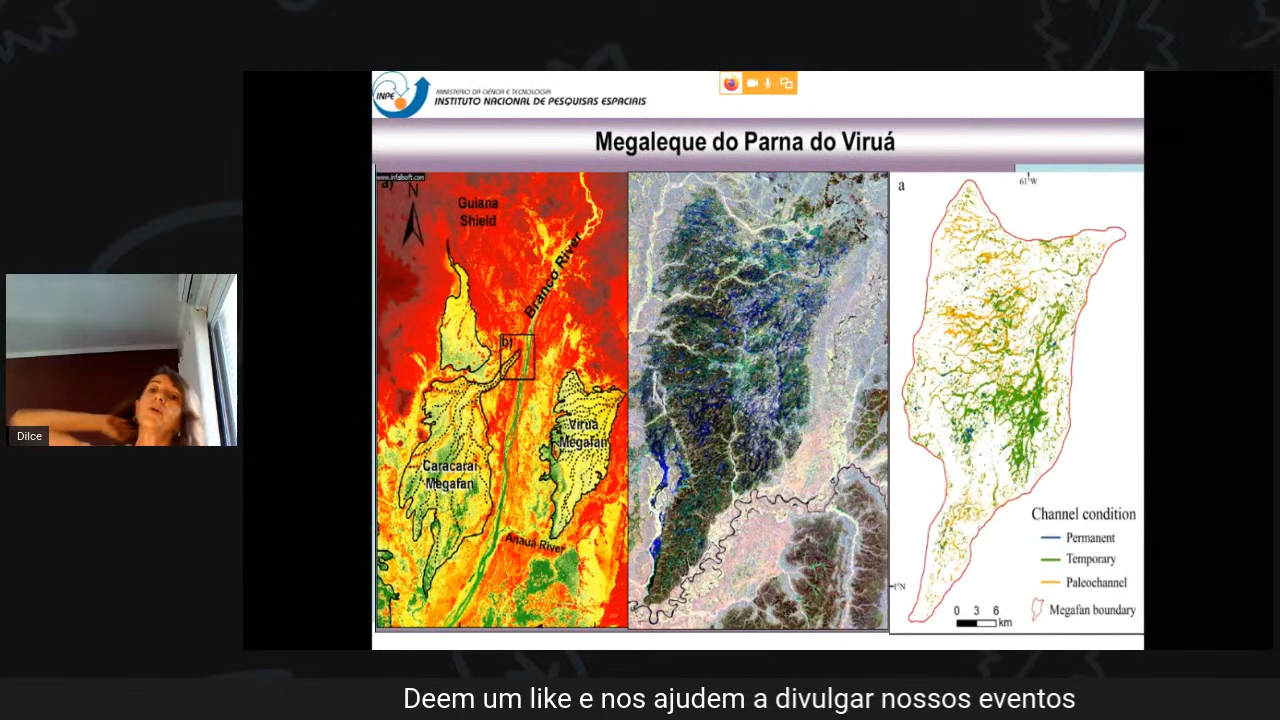 INPE
MINISTÉRIO DA CIÊNCIA E TECNOLOGIA
INSTITUTO NACIONAL DE PESQUISAS ESPACIAIS
Megaleque do Parna do Viruá
www.infalsoft.com
a)
N
Guiana
Shield
Branco River
b)
Viruá
Megafan
Caracaraí
Megafan
Anauá River
a
61°W
Channel condition
Permanent
Temporary
Paleochannel
Megafan boundary
1°N
0 3 6
km
Dilce
Deem um like e nos ajudem a divulgar nossos eventos